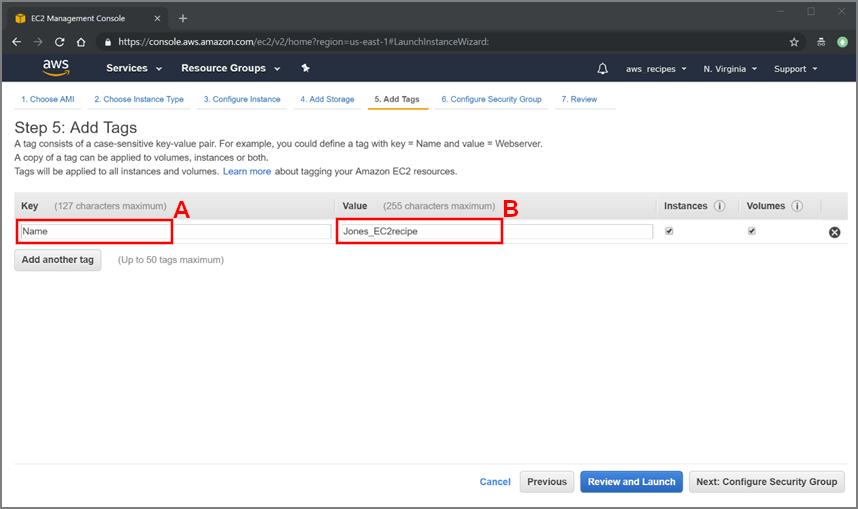 EC2 Management Console
https://console.aws.amazon.com/ec2/v2/home?region=us-east-1#LaunchInstanceWizard:
aws Services Resource Groups aws_recipes N. Virginia Support
1. Choose AMI 2. Choose Instance Type 3. Configure Instance 4. Add Storage 5. Add Tags 6. Configure Security Group 7. Review
Step 5: Add Tags
A tag consists of a case-sensitive key-value pair. For example, you could define a tag with key = Name and value = Webserver.
A copy of a tag can be applied to volumes, instances or both.
Tags will be applied to all instances and volumes. Learn more about tagging your Amazon EC2 resources.
Key (127 characters maximum) A Value (255 characters maximum) B Instances i Volumes i
Name Jones_EC2recipe
Add another tag (Up to 50 tags maximum)
Cancel Previous Review and Launch Next: Configure Security Group